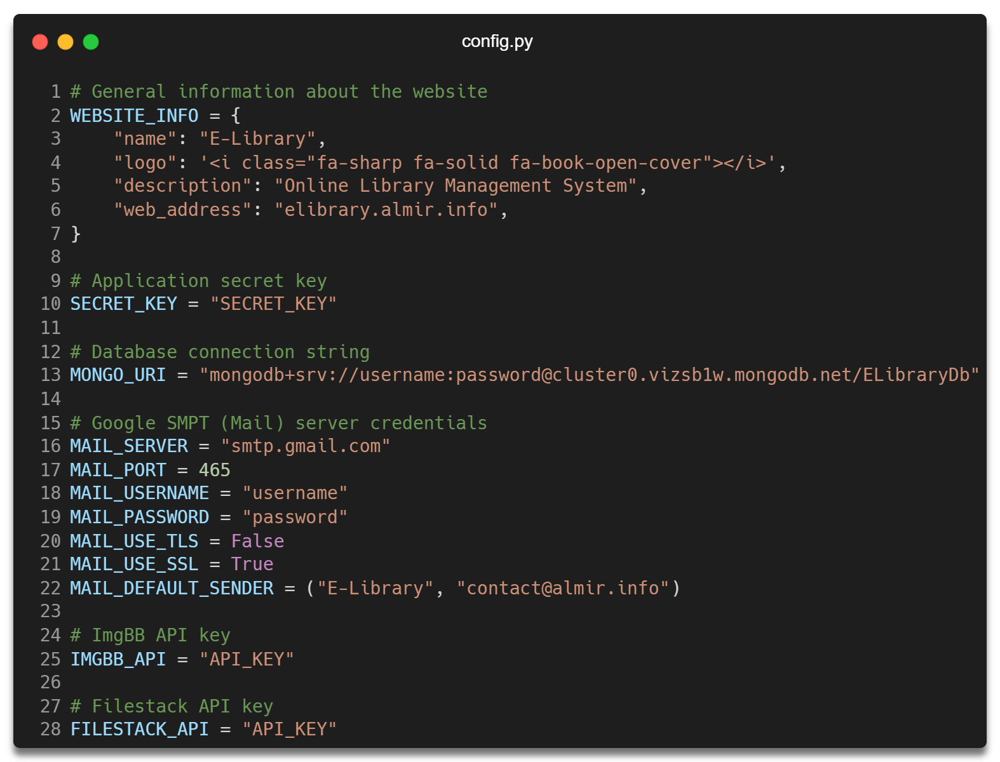 config.py
1 # General information about the website
2 WEBSITE_INFO = {
3     "name": "E-Library",
4     "logo": '<i class="fa-sharp fa-solid fa-book-open-cover"></i>',
5     "description": "Online Library Management System",
6     "web_address": "elibrary.almir.info",
7 }
8
9 # Application secret key
10 SECRET_KEY = "SECRET_KEY"
11
12 # Database connection string
13 MONGO_URI = "mongodb+srv://username:password@cluster0.vizsb1w.mongodb.net/ELibraryDb"
14
15 # Google SMPT (Mail) server credentials
16 MAIL_SERVER = "smtp.gmail.com"
17 MAIL_PORT = 465
18 MAIL_USERNAME = "username"
19 MAIL_PASSWORD = "password"
20 MAIL_USE_TLS = False
21 MAIL_USE_SSL = True
22 MAIL_DEFAULT_SENDER = ("E-Library", "contact@almir.info")
23
24 # ImgBB API key
25 IMGBB_API = "API_KEY"
26
27 # Filestack API key
28 FILESTACK_API = "API_KEY"